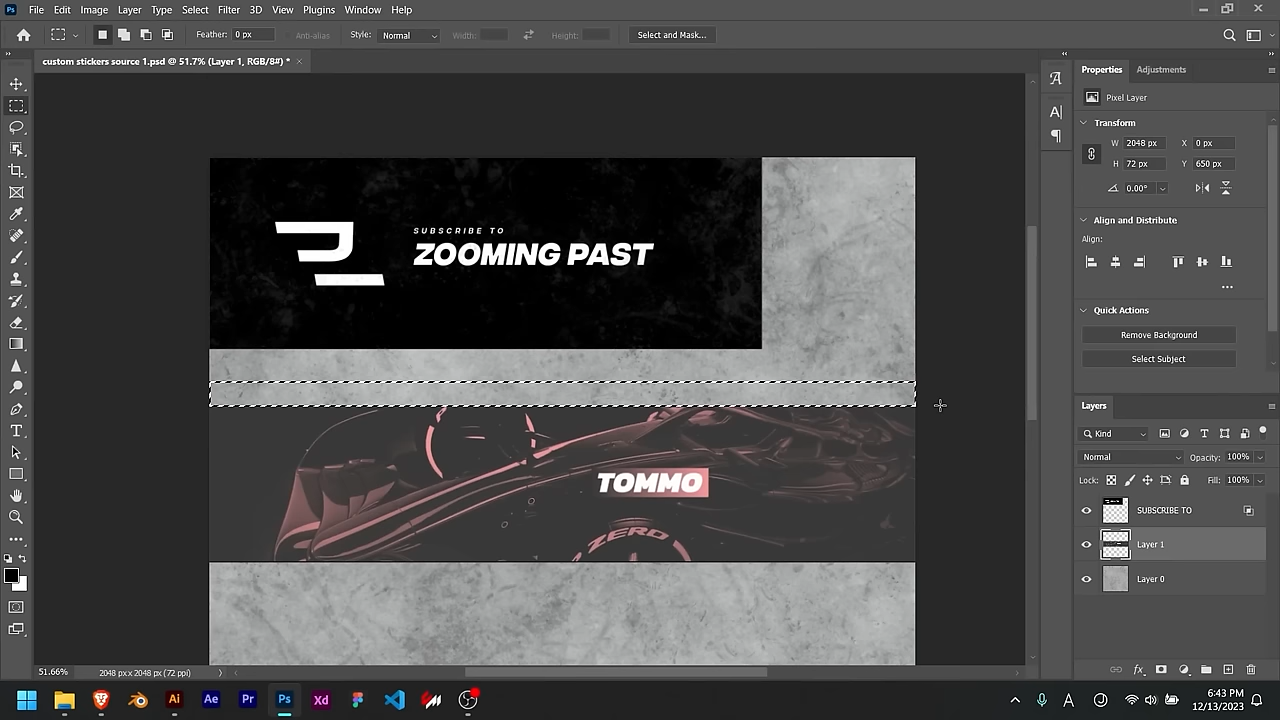 Ps File Edit Image Layer Type Select Filter 3D View Plugins Window Help
Feather: 0 px Anti-alias Style: Normal Width: Height: Select and Mask...
custom stickers source 1.psd @ 51.7% (Layer 1, RGB/8#) * ×
Properties Adjustments
Pixel Layer
Transform
W 2048 px X 0 px
H 72 px Y 650 px
0.00°
Align and Distribute
Align:
Quick Actions
Remove Background
Select Subject
SUBSCRIBE TO
ZOOMING PAST
TOMMO
ZERO
Layers
Kind
Normal Opacity: 100%
Lock: Fill: 100%
SUBSCRIBE TO
Layer 1
Layer 0
51.66% 2048 px x 2048 px (72 ppi)
Ai Ae Pr Ps Xd
6:43 PM
12/13/2023